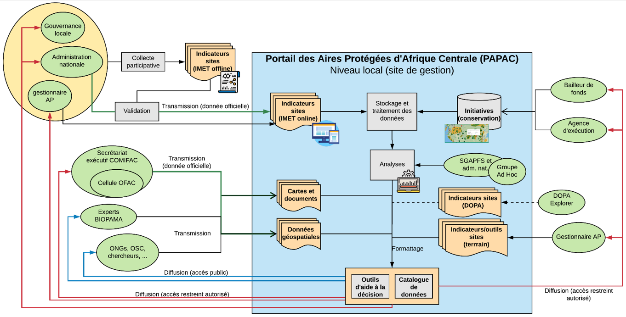 Portail des Aires Protégées d'Afrique Centrale (PAPAC)
Niveau local (site de gestion)
Gouvernance
locale
Administration
nationale
gestionnaire
AP
Collecte
participative
Indicateurs
sites
(IMET offline)
Validation
Transmission (donnée officielle)
Indicateurs
sites
(IMET online)
Stockage et
traitement des
données
Initiatives
(conservation)
Bailleur de
fonds
Agence
d'exécution
Secrétariat
exécutif COMIFAC
Cellule OFAC
Transmission
(donnée officielle)
Analyses
SGAPFS et
adm. nat.
Groupe
Ad Hoc
Cartes et
documents
Indicateurs sites
(DOPA)
DOPA
Explorer
Experts
BIOPAMA
Transmission
Données
géospatiales
Indicateurs/outils
sites
(terrain)
Gestionnaire AP
ONGs, OSC,
chercheurs, ...
Formattage
Diffusion (accès public)
Outils
d'aide à la
décision
Catalogue
de
données
Diffusion (accès restreint autorisé)
Diffusion (accès restreint
autorisé)